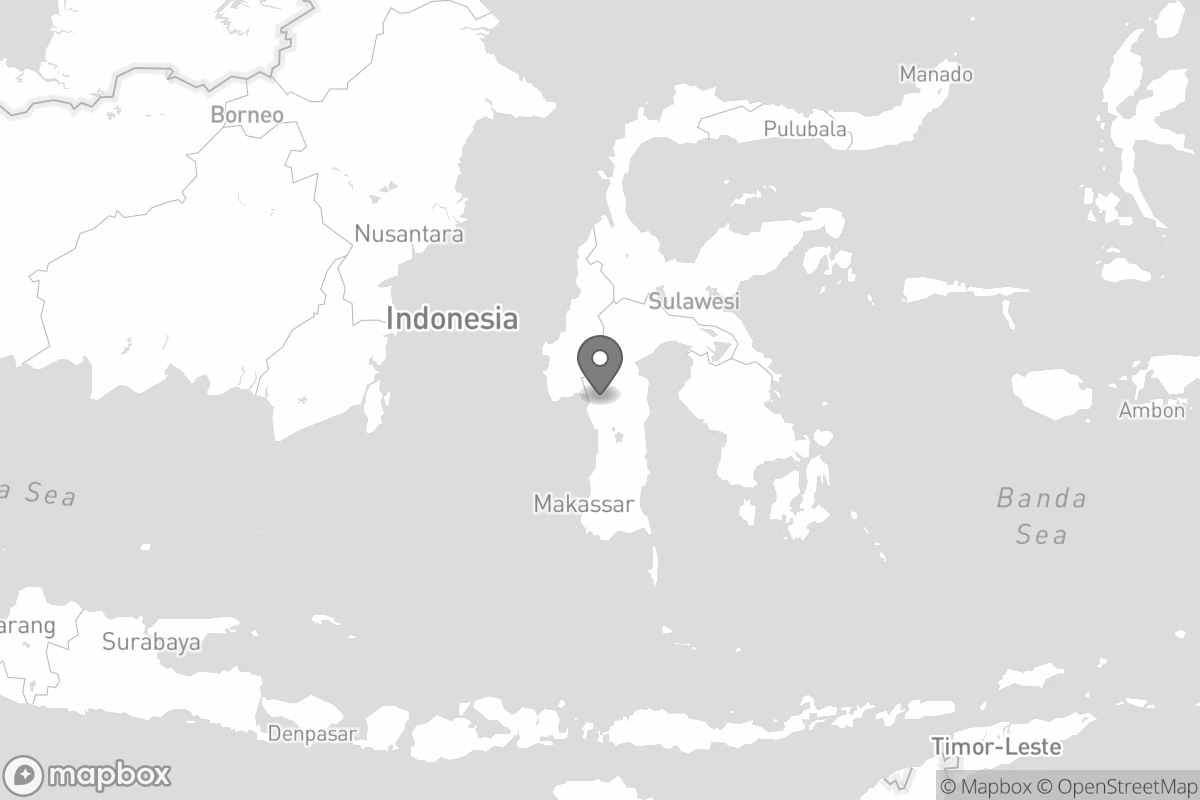 Manado
Borneo
Pulubala
Nusantara
Sulawesi
Indonesia
Ambon
a Sea
Makassar
Banda
Sea
arang
Surabaya
Denpasar
Timor-Leste
mapbox
© Mapbox © OpenStreetMap